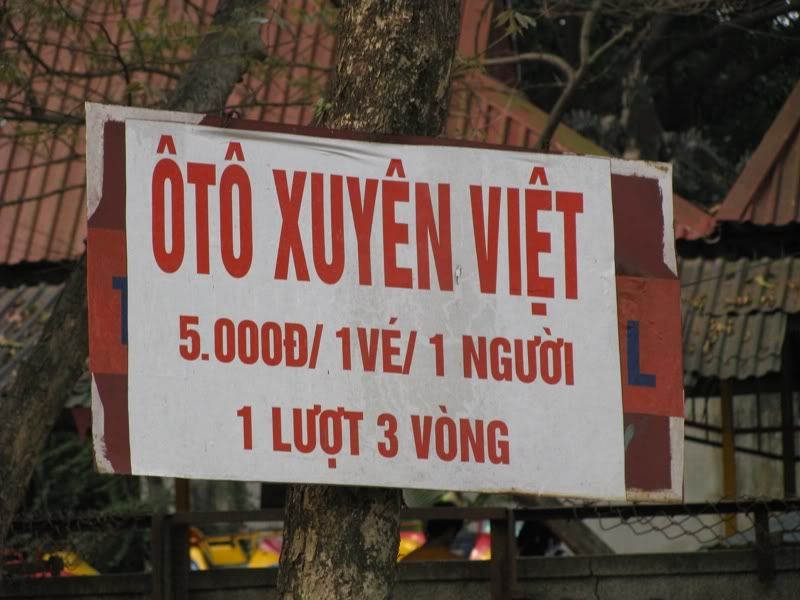 ÔTÔ XUYÊN VIỆT
5.000Đ/ 1VÉ/ 1 NGƯỜI
1 LƯỢT 3 VÒNG
L